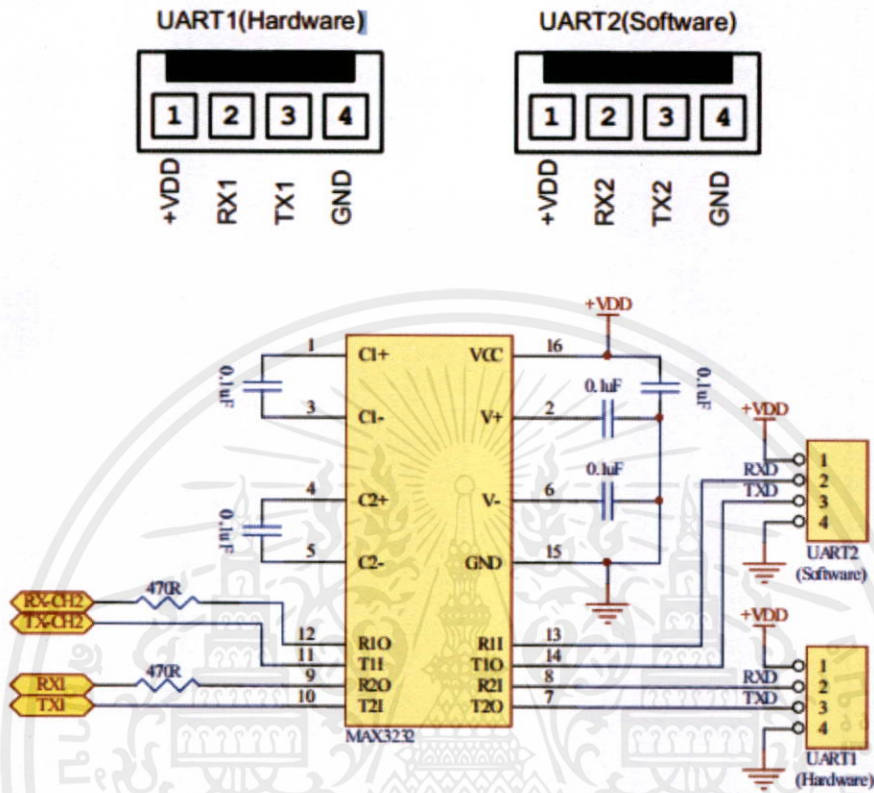 UART1(Hardware) UART2(Software)
1 2 3 4 1 2 3 4
+VDD RX1 TX1 GND +VDD RX2 TX2 GND
+VDD
1 C1+ VCC 16
0.1uF 0.1uF 0.1uF
3 C1- V+ 2
+VDD
4 C2+ 0.1uF
0.1uF V- 6
5 C2- GND 15
RXD 1
TXD 2
3
4
UART2
(Software)
RX-CH2 470R
TX-CH2
12 R1O R1I 13
11 T1I T1O 14
RX1 470R 9 R2O R2I 8
TX1 10 T2I T2O 7
MAX3232
+VDD
RXD 1
TXD 2
3
4
UART1
(Hardware)